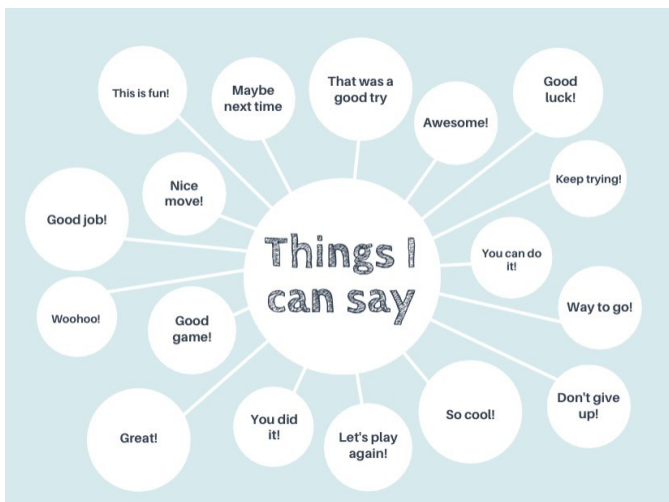 This is fun!
Maybe
next time
That was a
good try
Awesome!
Good
luck!
Keep trying!
Nice
move!
Good job!
Things I
can say
You can do
it!
Woohoo!
Good
game!
Way to go!
Great!
You did
it!
Let's play
again!
So cool!
Don't give
up!